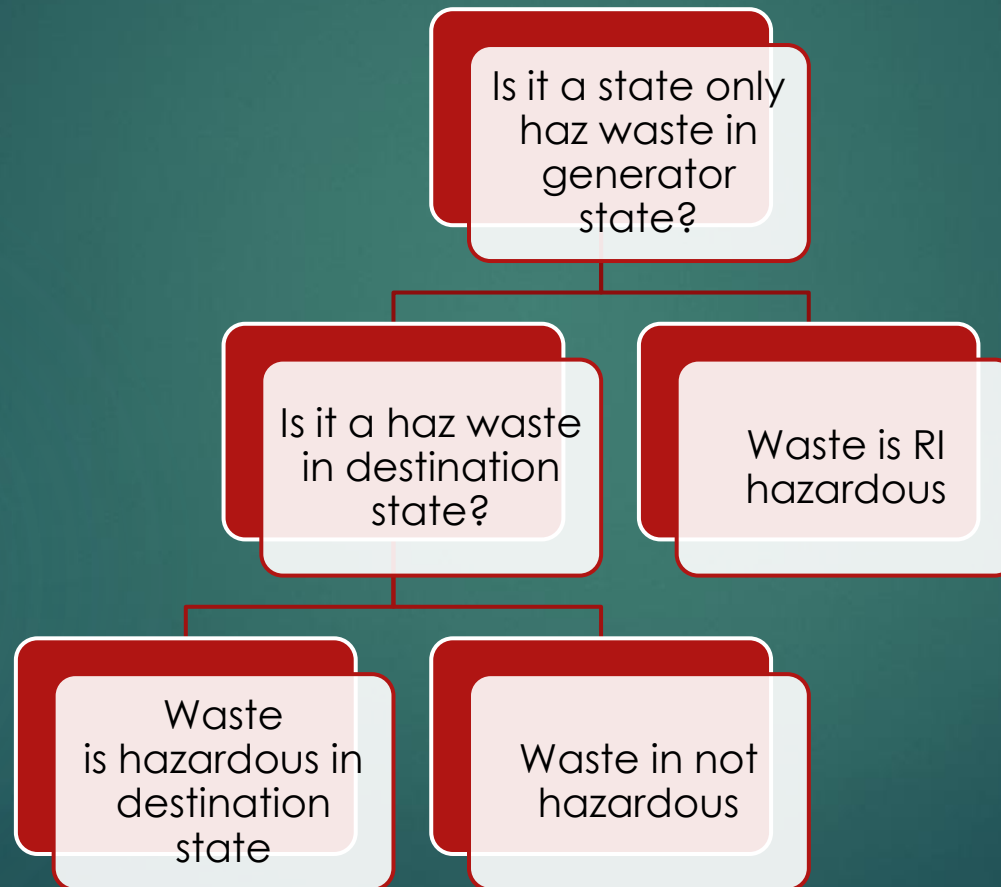 Is it a state only
haz waste in
generator
state?
Is it a haz waste
in destination
state?
Waste is RI
hazardous
Waste
is hazardous in
destination
state
Waste in not
hazardous